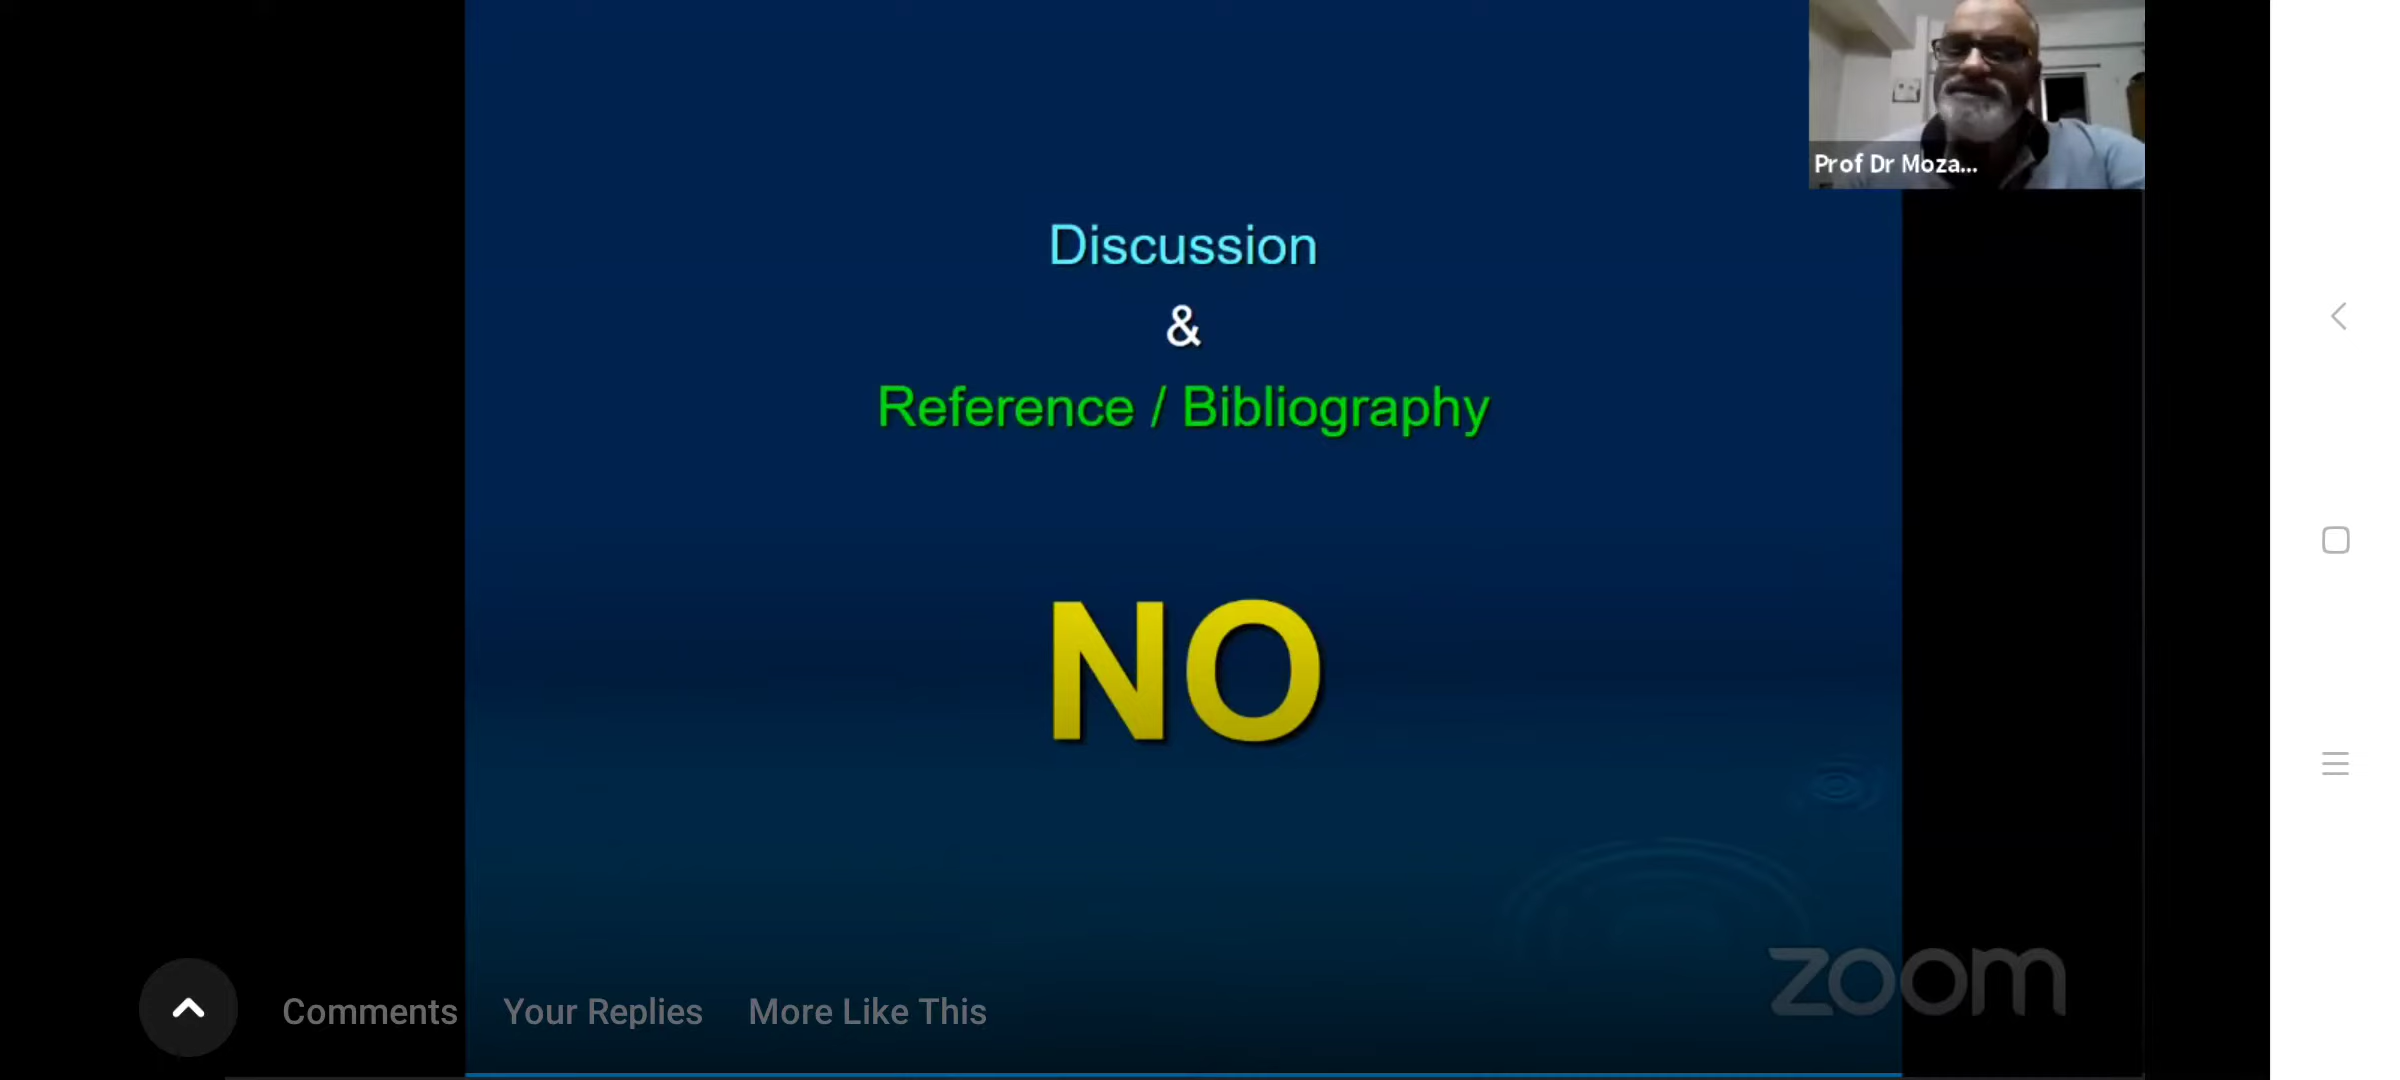 Prof Dr Moza...
Discussion
&
Reference / Bibliography
NO
zoom
Comments Your Replies More Like This